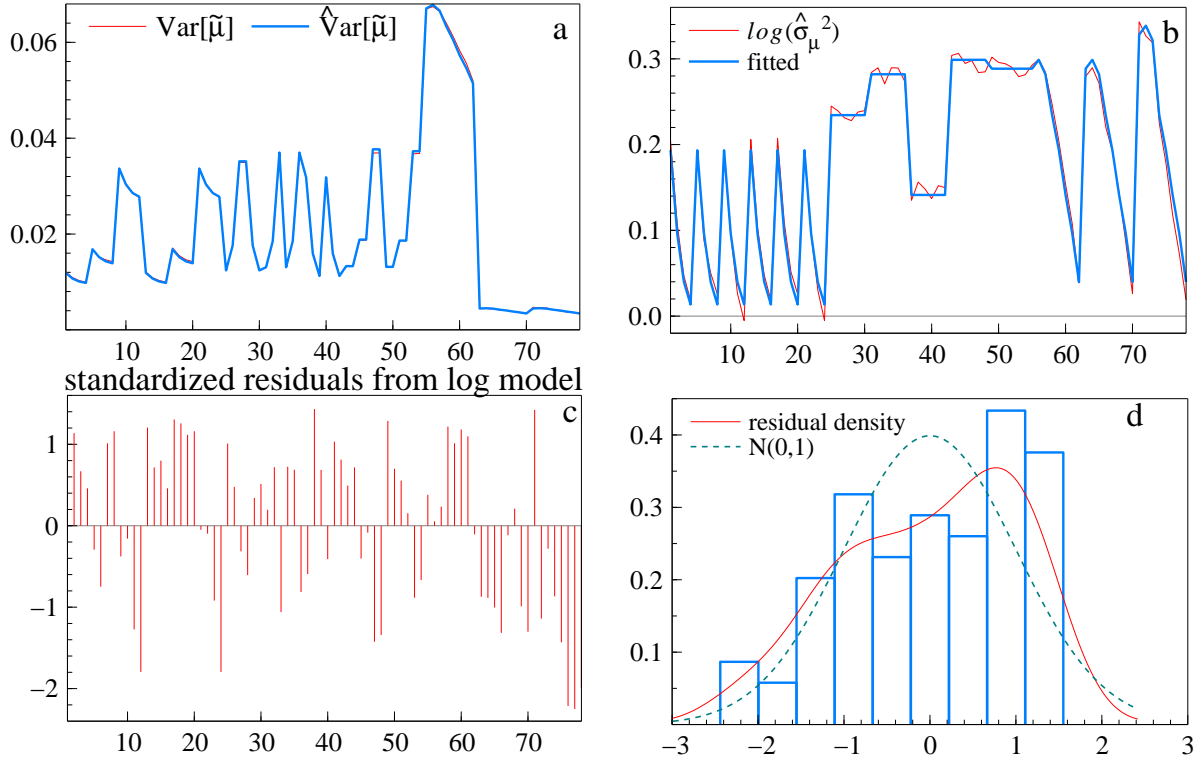 Var[μ̃] V̂ar[μ̃] a
0.06
0.04
0.02
10 20 30 40 50 60 70
log(σ̂μ²) b
fitted
0.4
0.3
0.2
0.1
0.0
10 20 30 40 50 60 70
standardized residuals from log model
c
1
0
−1
−2
10 20 30 40 50 60 70
residual density d
N(0,1)
0.4
0.3
0.2
0.1
−3 −2 −1 0 1 2 3